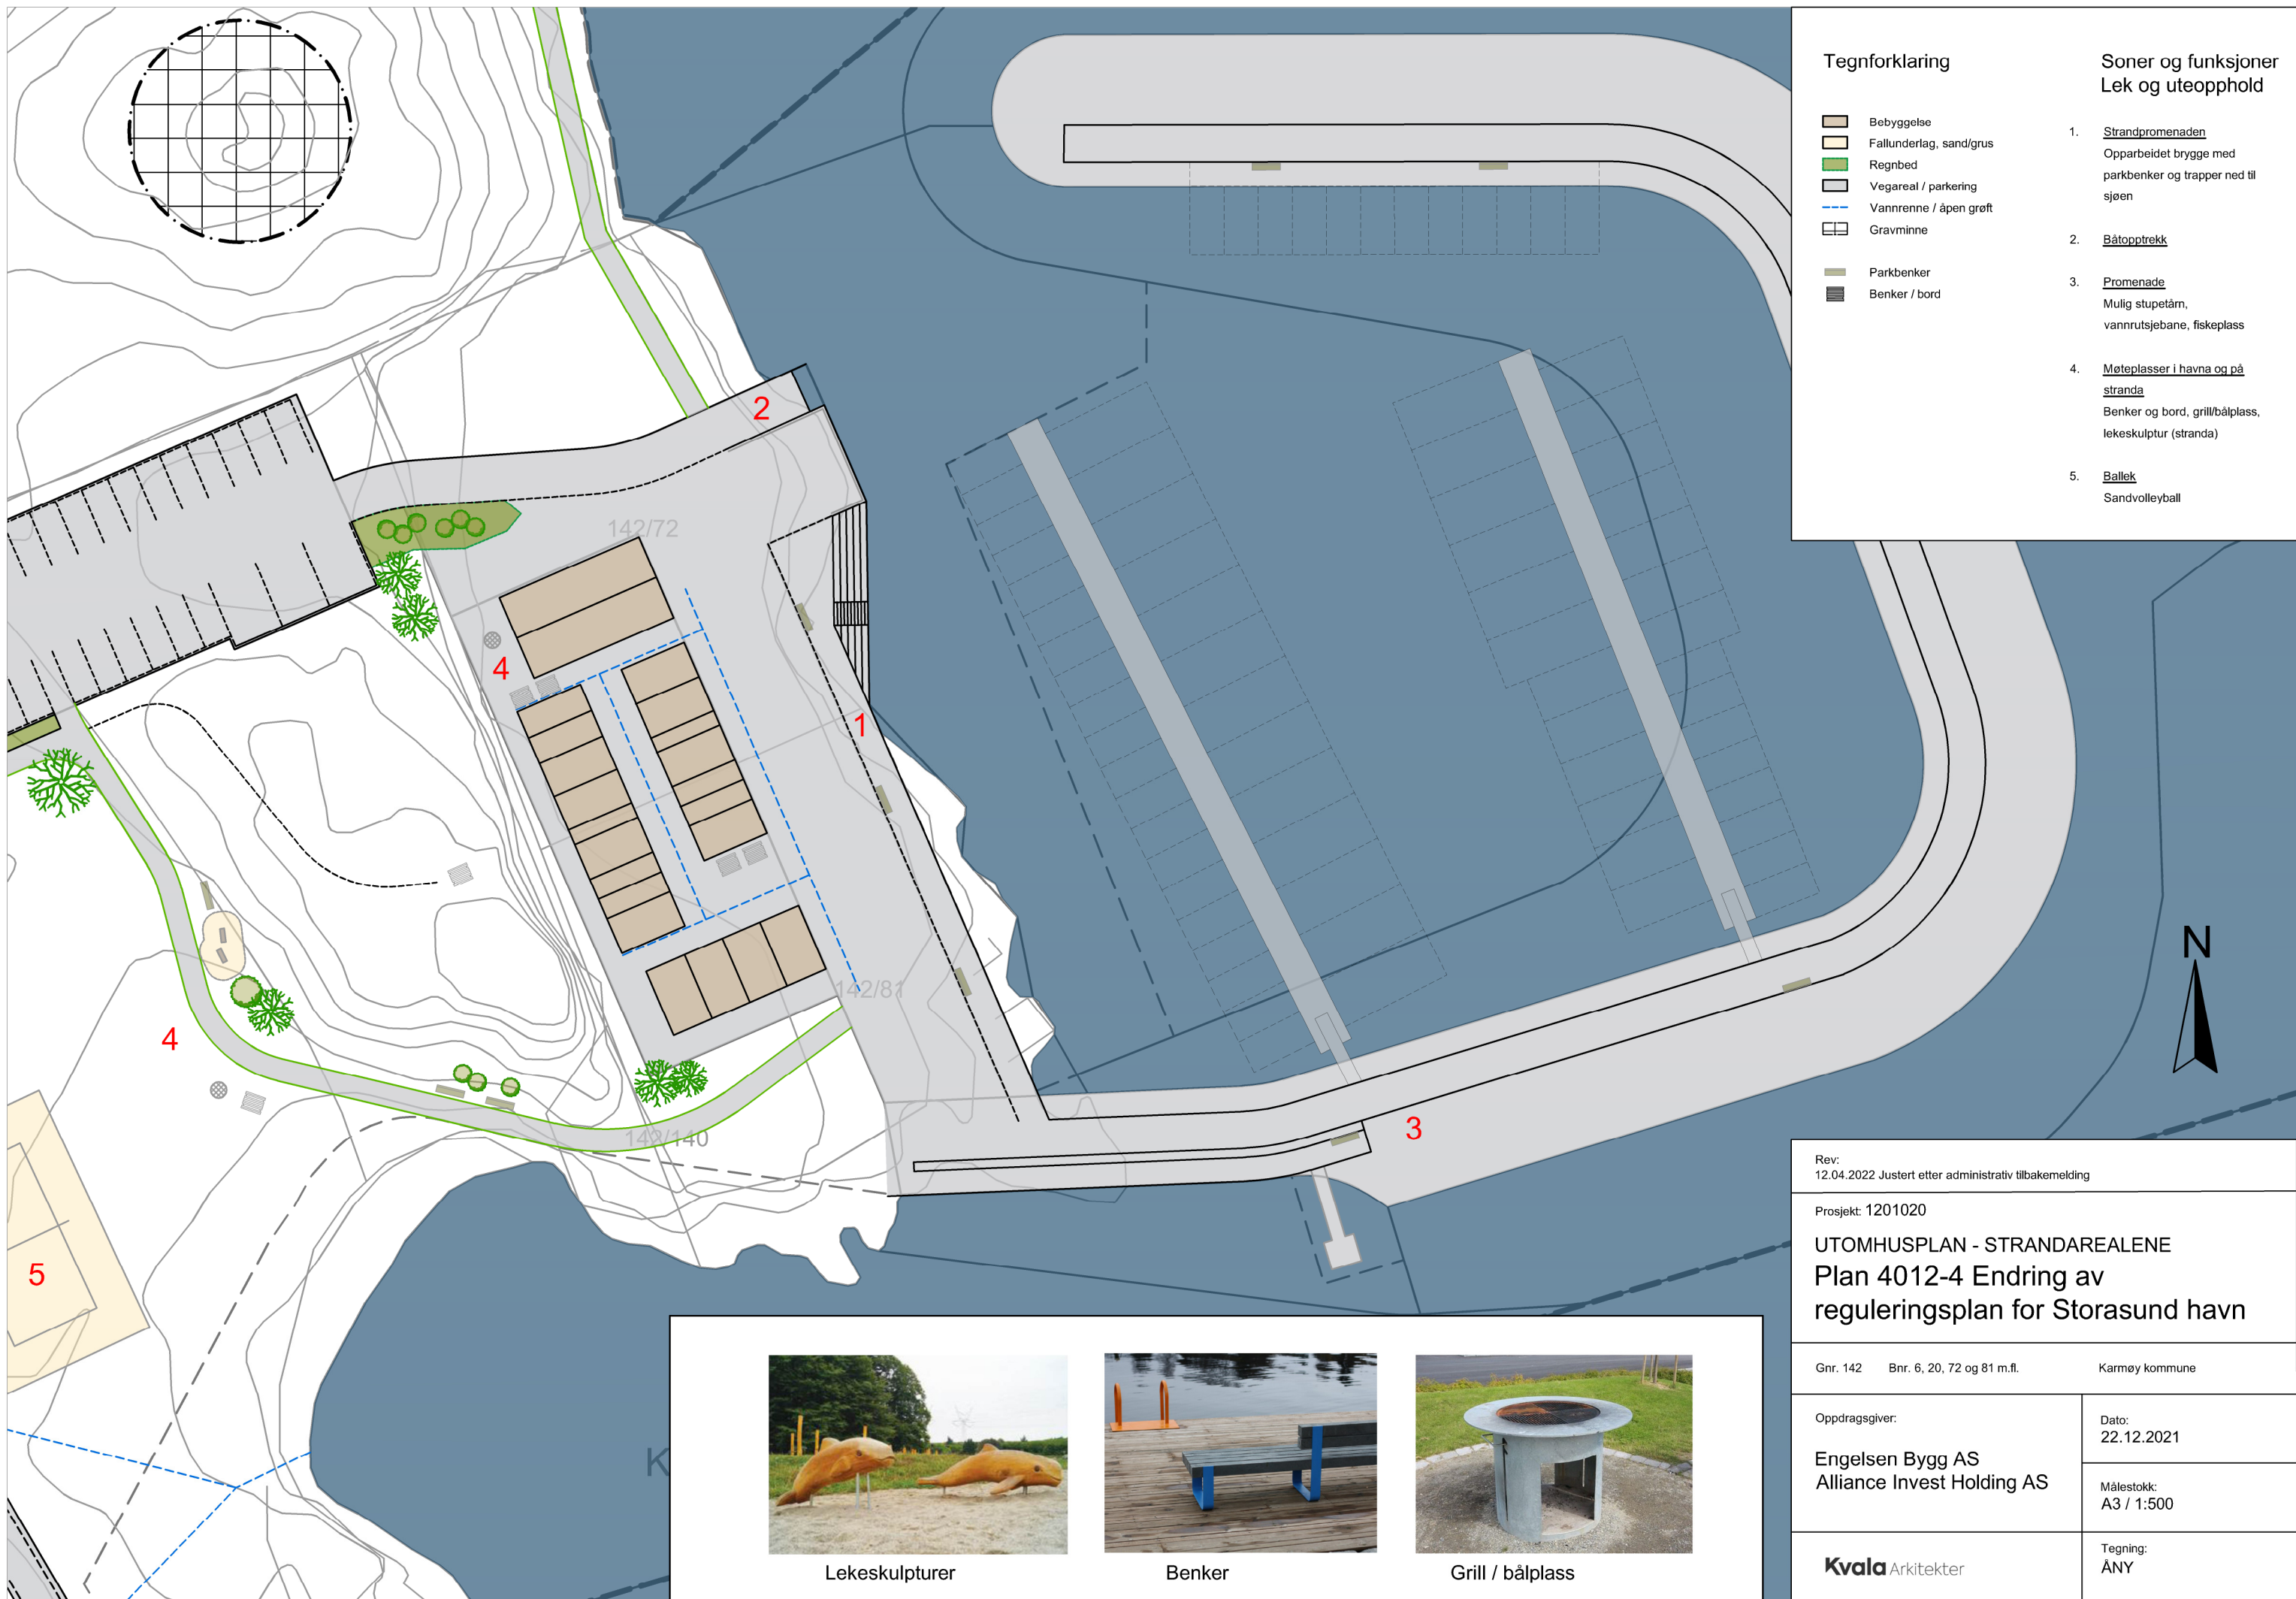 Tegnforklaring
Bebyggelse
Fallunderlag, sand/grus
Regnbed
Vegareal / parkering
Vannrenne / åpen grøft
Gravminne
Parkbenker
Benker / bord
Soner og funksjoner
Lek og uteopphold
1. Strandpromenaden
Opparbeidet brygge med
parkbenker og trapper ned til
sjøen
2. Båtopptrekk
3. Promenade
Mulig stupetårn,
vannrutsjebane, fiskeplass
4. Møteplasser i havna og på
stranda
Benker og bord, grill/bålplass,
lekeskulptur (stranda)
5. Ballek
Sandvolleyball
2
142/72
4
1
142/81
4
3
142/140
5
N
K
Lekeskulpturer
Benker
Grill / bålplass
Rev:
12.04.2022 Justert etter administrativ tilbakemelding
Prosjekt: 1201020
UTOMHUSPLAN - STRANDAREALENE
Plan 4012-4 Endring av
reguleringsplan for Storasund havn
Gnr. 142 Bnr. 6, 20, 72 og 81 m.fl. Karmøy kommune
Oppdragsgiver:
Engelsen Bygg AS
Alliance Invest Holding AS
Dato:
22.12.2021
Målestokk:
A3 / 1:500
Kvala Arkitekter
Tegning:
ÅNY